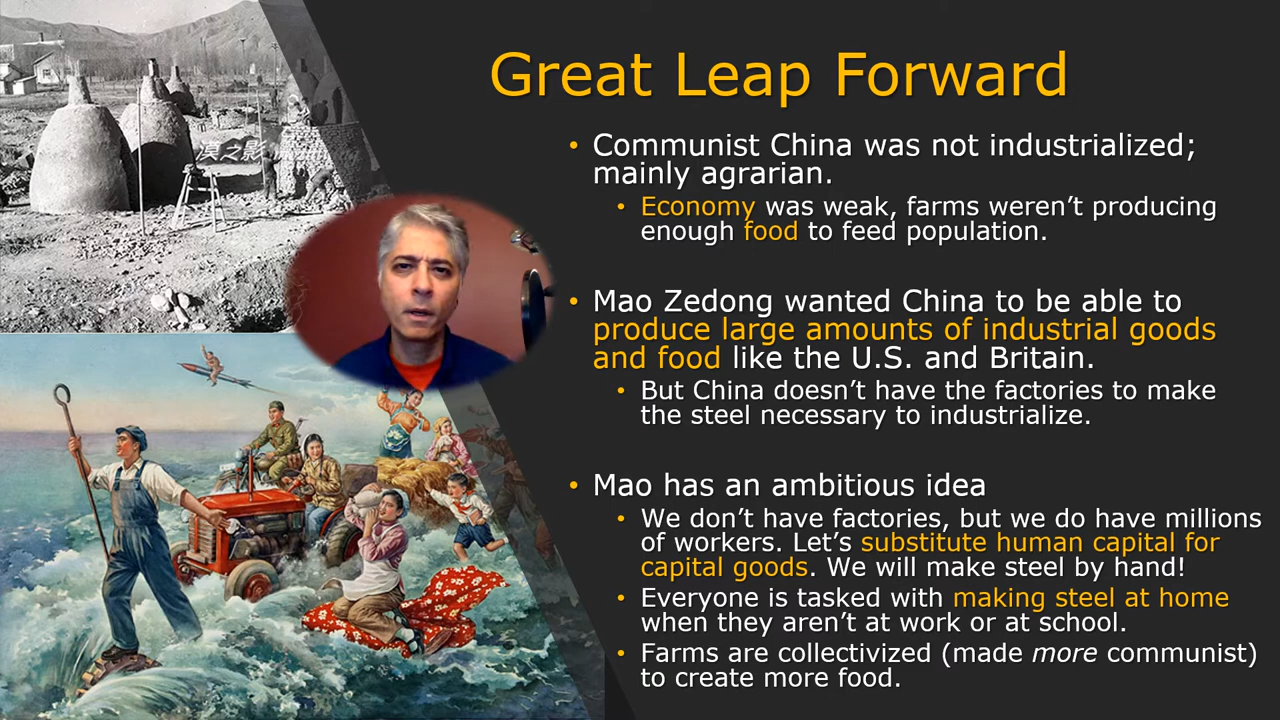 Great Leap Forward
• Communist China was not industrialized;
mainly agrarian.
• Economy was weak, farms weren’t producing
enough food to feed population.
• Mao Zedong wanted China to be able to
produce large amounts of industrial goods
and food like the U.S. and Britain.
• But China doesn’t have the factories to make
the steel necessary to industrialize.
• Mao has an ambitious idea
• We don’t have factories, but we do have millions
of workers. Let’s substitute human capital for
capital goods. We will make steel by hand!
• Everyone is tasked with making steel at home
when they aren’t at work or at school.
• Farms are collectivized (made more communist)
to create more food.
之影